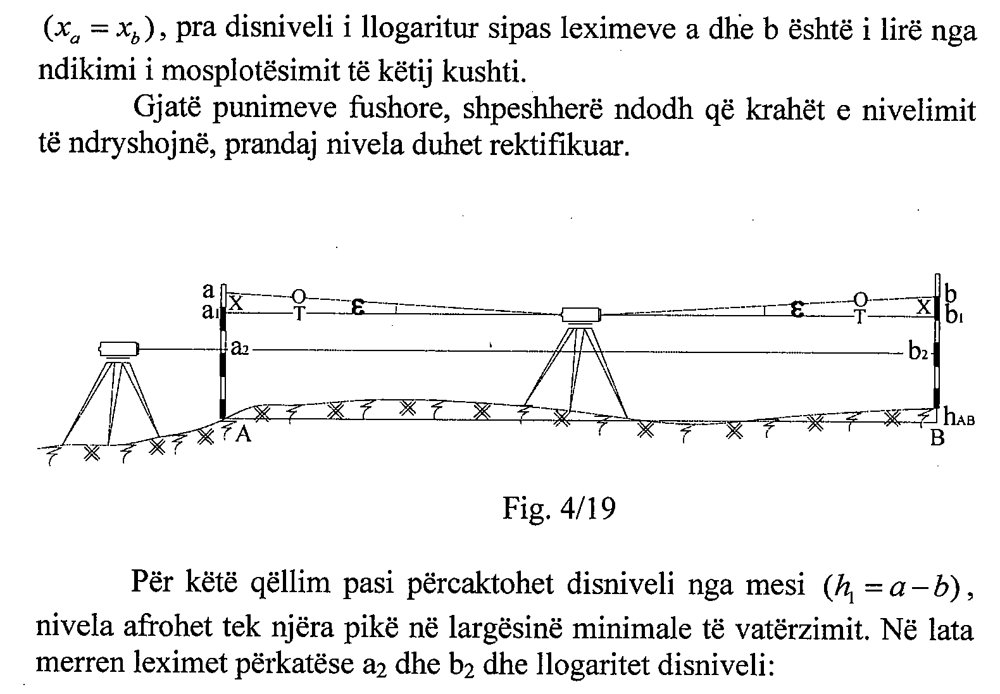 (xₐ = x_b), pra disniveli i llogaritur sipas leximeve a dhe b është i lirë nga
ndikimi i mosplotësimit të këtij kushti.
Gjatë punimeve fushore, shpeshherë ndodh që krahët e nivelimit
të ndryshojnë, prandaj nivela duhet rektifikuar.
a X O ε ε O X b
a₁ T T b₁
a₂ b₂
A hAB
B
Fig. 4/19
Për këtë qëllim pasi përcaktohet disniveli nga mesi (h₁ = a – b),
nivela afrohet tek njëra pikë në largësinë minimale të vatërzimit. Në lata
merren leximet përkatëse a₂ dhe b₂ dhe llogaritet disniveli: